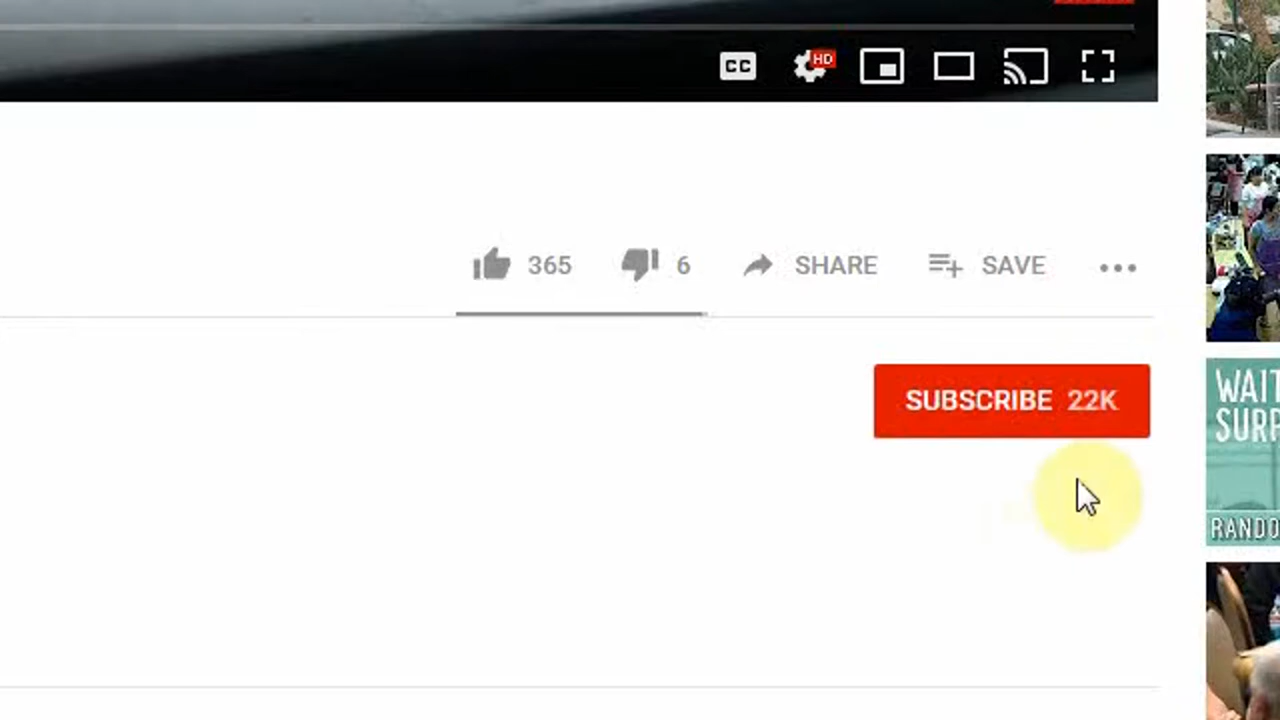 CC HD
365 6 SHARE SAVE
SUBSCRIBE 22K
WAIT
SURP
RANDO